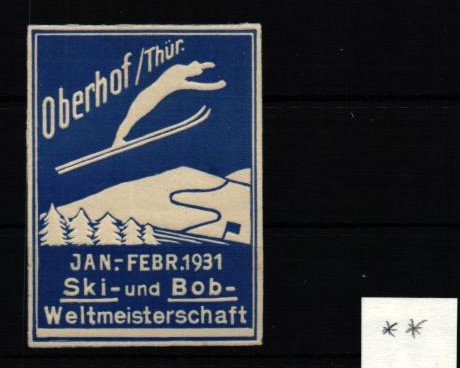 Oberhof/Thür.
JAN.-FEBR.1931
Ski- und Bob-
Weltmeisterschaft
**